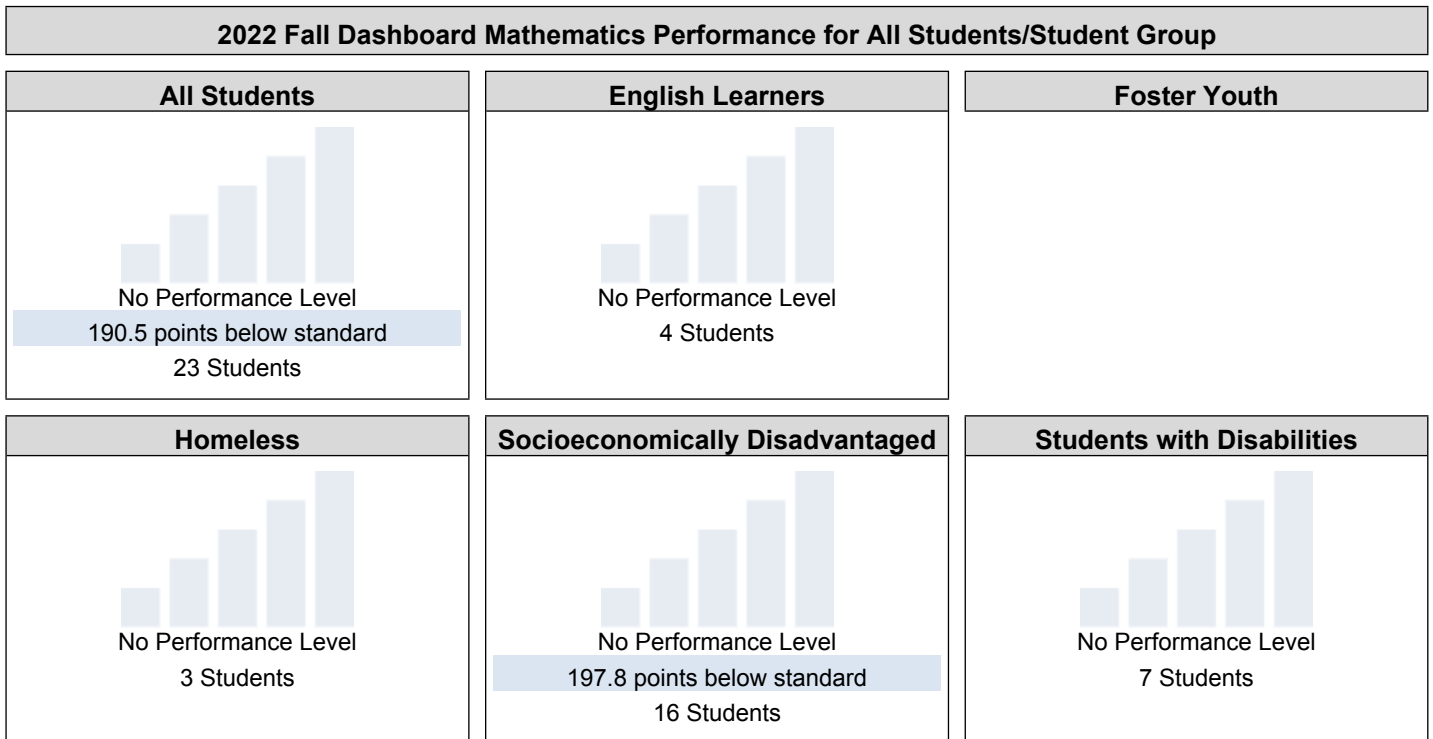 2022 Fall Dashboard Mathematics Performance for All Students/Student Group
All Students
No Performance Level
190.5 points below standard
23 Students
English Learners
No Performance Level
4 Students
Foster Youth
Homeless
No Performance Level
3 Students
Socioeconomically Disadvantaged
No Performance Level
197.8 points below standard
16 Students
Students with Disabilities
No Performance Level
7 Students